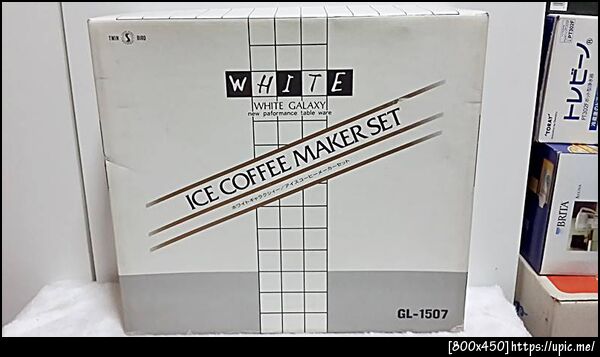 TWIN S BIRD
WHITE
WHITE GALAXY
new paformance table ware
ICE COFFEE MAKER SET
ホワイトギャラクシィー/アイスコーヒーメーカーセット
GL-1507
PT302F
トレビーノ®
"TORAY"
BRITA
[800x450]https://upic.me/